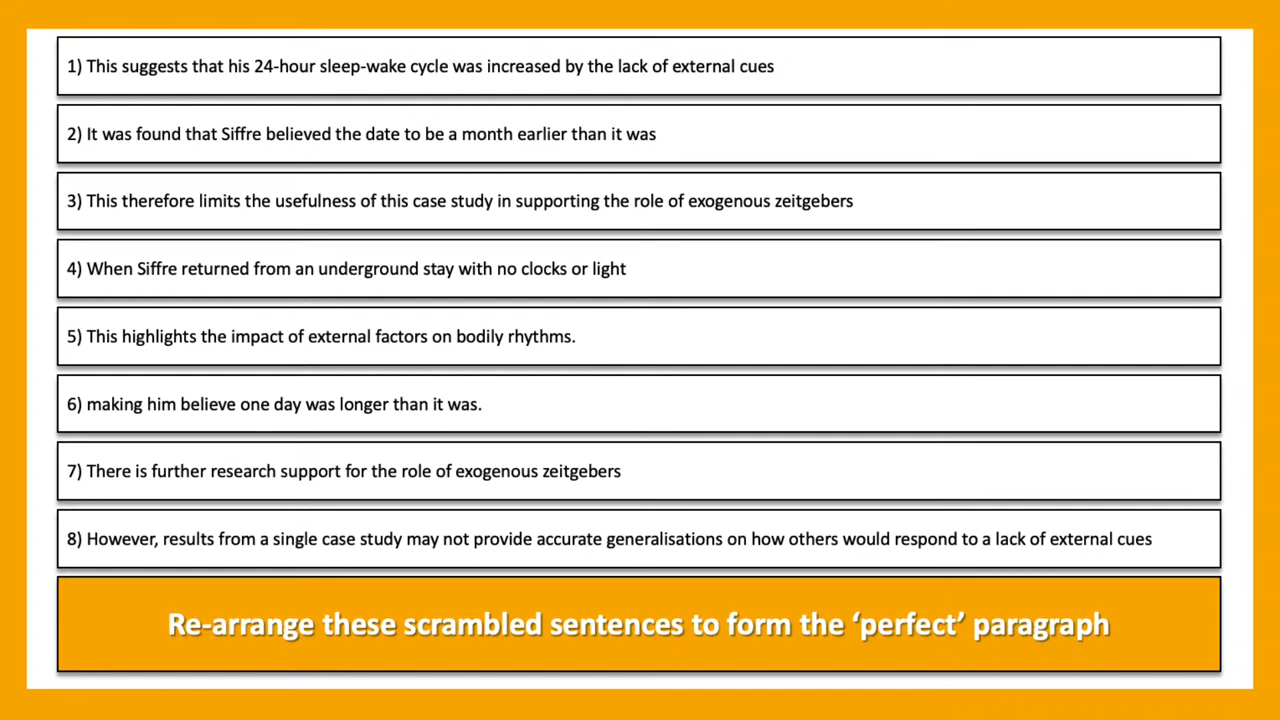 1) This suggests that his 24-hour sleep-wake cycle was increased by the lack of external cues
2) It was found that Siffre believed the date to be a month earlier than it was
3) This therefore limits the usefulness of this case study in supporting the role of exogenous zeitgebers
4) When Siffre returned from an underground stay with no clocks or light
5) This highlights the impact of external factors on bodily rhythms.
6) making him believe one day was longer than it was.
7) There is further research support for the role of exogenous zeitgebers
8) However, results from a single case study may not provide accurate generalisations on how others would respond to a lack of external cues
Re-arrange these scrambled sentences to form the ‘perfect’ paragraph